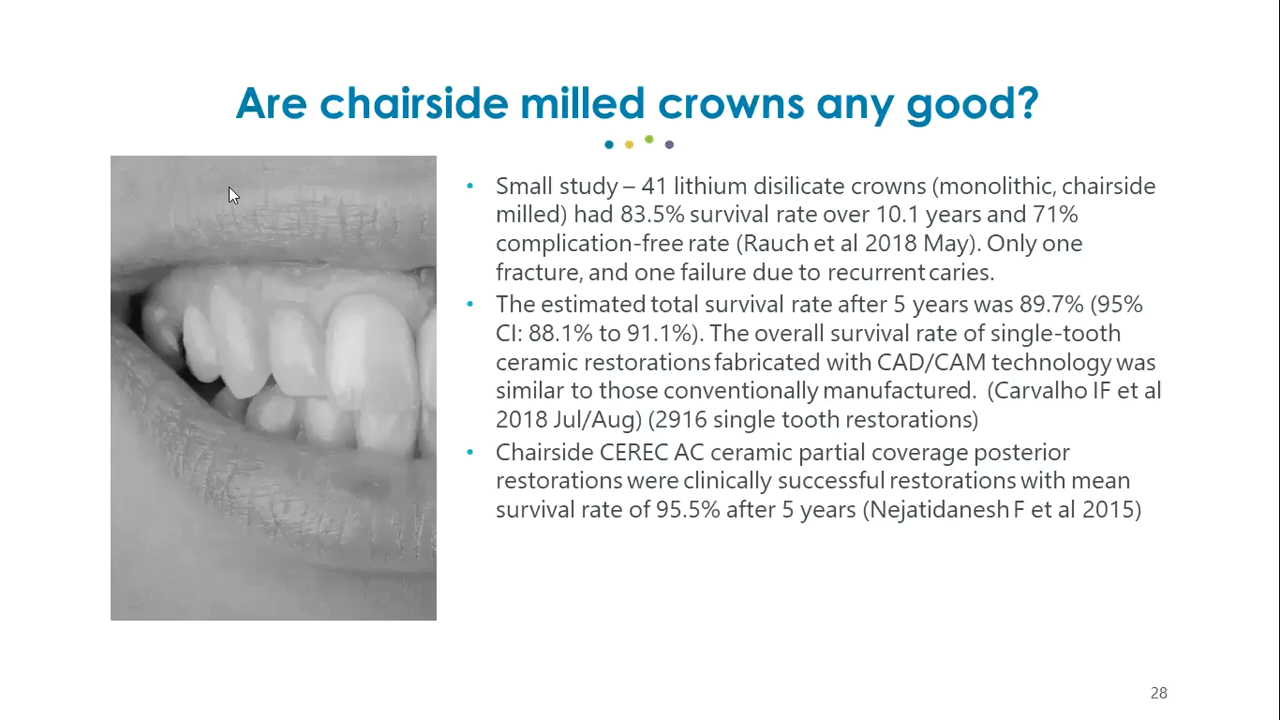 Are chairside milled crowns any good?
• Small study – 41 lithium disilicate crowns (monolithic, chairside
milled) had 83.5% survival rate over 10.1 years and 71%
complication-free rate (Rauch et al 2018 May). Only one
fracture, and one failure due to recurrent caries.
• The estimated total survival rate after 5 years was 89.7% (95%
CI: 88.1% to 91.1%). The overall survival rate of single-tooth
ceramic restorations fabricated with CAD/CAM technology was
similar to those conventionally manufactured. (Carvalho IF et al
2018 Jul/Aug) (2916 single tooth restorations)
• Chairside CEREC AC ceramic partial coverage posterior
restorations were clinically successful restorations with mean
survival rate of 95.5% after 5 years (Nejatidanesh F et al 2015)
28